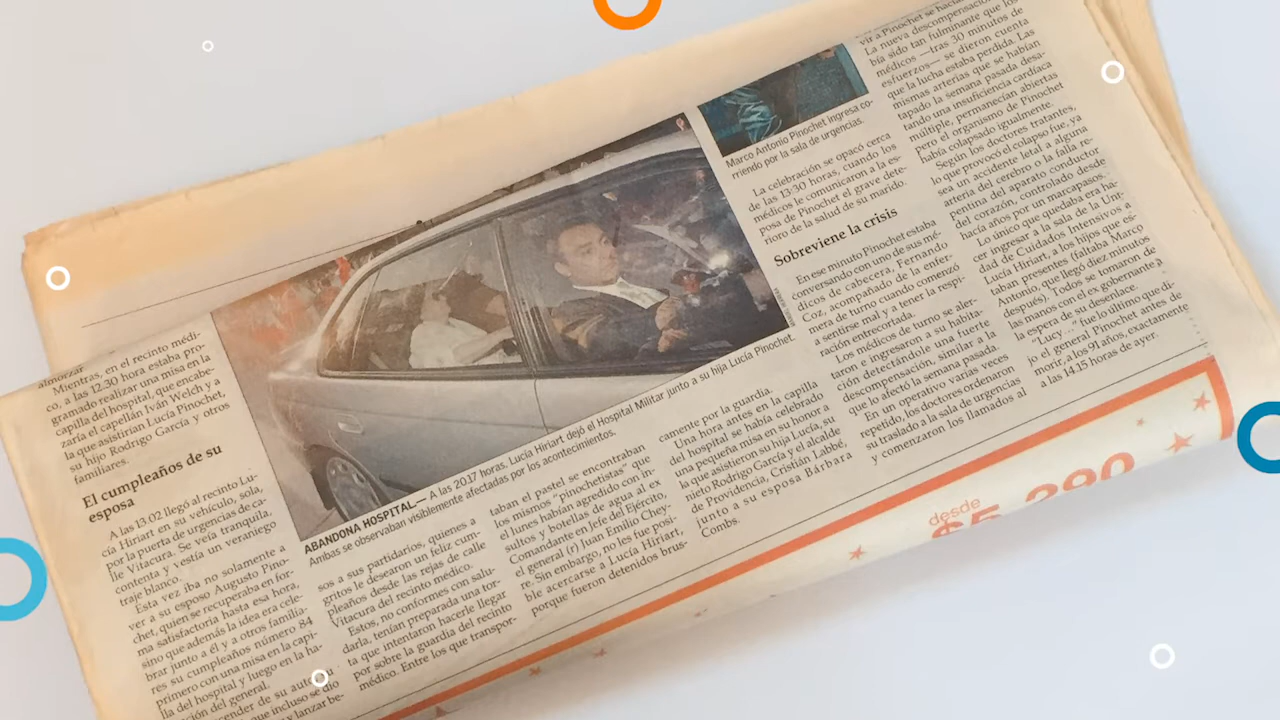 almorzar.
Mientras, en el recinto médi-
co, a las 12.30 hora estaba pro-
gramado realizar una misa en la
capilla del hospital, que encabe-
zaría el capellán Iván Welch y a
la que asistirían Lucía Pinochet,
su hijo Rodrigo García y otros
familiares.
El cumpleaños de su
esposa
A las 13.02 llegó al recinto Lu-
cía Hiriart en su vehículo, sola,
por la puerta de urgencias de ca-
lle Vitacura. Se veía tranquila,
contenta y vestía un veraniego
traje blanco.
Esta vez iba no solamente a
ver a su esposo Augusto Pino-
chet, quien se recuperaba en for-
ma satisfactoria hasta esa hora,
sino que además la idea era cele-
brar junto a él y a otros familia-
res su cumpleaños número 84
primero con una misa en la capi-
lla del hospital y luego en la ha-
ción del general.
ender de su
que incluso se dio
y lanzar be-
ABANDONA HOSPITAL.— A las 20.17 horas, Lucía Hiriart dejó el Hospital Militar junto a su hija Lucía Pinochet.
Ambas se observaban visiblemente afectadas por los acontecimientos.
sos a sus partidarios, quienes a
gritos le desearon un feliz cum-
pleaños desde las rejas de calle
Vitacura del recinto médico.
Estos, no conformes con salu-
darla, tenían preparada una tor-
ta que intentaron hacerle llegar
por sobre la guardia del recinto
médico. Entre los que transpor-
taban el pastel se encontraban
los mismos "pinochetistas" que
el lunes habían agredido con in-
sultos y botellas de agua al ex
Comandante en Jefe del Ejército,
el general (r) Juan Emilio Chey-
re. Sin embargo, no les fue posi-
ble acercarse a Lucía Hiriart,
porque fueron detenidos brus-
camente por la guardia.
Una hora antes en la capilla
del hospital se había celebrado
una pequeña misa en su honor a
la que asistieron su hija Lucía, su
nieto Rodrigo García y el alcalde
de Providencia, Cristián Labbé,
junto a su esposa Bárbara
Combs.
Marco Antonio Pinochet ingresa co-
rriendo por la sala de urgencias.
La celebración se opacó cerca
de las 13:30 horas, cuando los
médicos le comunicaron a la es-
posa de Pinochet el grave dete-
rioro de la salud de su marido.
Sobreviene la crisis
En ese minuto Pinochet estaba
conversando con uno de sus mé-
dicos de cabecera, Fernando
Coz, acompañado de la enfer-
mera de turno cuando comenzó
a sentirse mal y a tener la respi-
ración entrecortada.
Los médicos de turno se aler-
taron e ingresaron a su habita-
ción detectándole una fuerte
descompensación, similar a la
que lo afectó la semana pasada.
En un operativo varias veces
repetido, los doctores ordenaron
su traslado a la sala de urgencias
y comenzaron los llamados al
vir a Pinochet se hacían
La nueva descompensación
bía sido tan fulminante que los
médicos —tras 30 minutos de
esfuerzos— se dieron cuenta
que la lucha estaba perdida. Las
mismas arterias que se habían
tapado la semana pasada desa-
tando una insuficiencia cardíaca
múltiple, permanecían abiertas
pero el organismo de Pinochet
había colapsado igualmente.
Según los doctores tratantes,
lo que provocó el colapso fue, ya
sea un accidente letal a alguna
arteria del cerebro o la falla re-
pentina del aparato conductor
del corazón, controlado desde
hacía años por un marcapasos.
Lo único que quedaba era ha-
cer ingresar a la sala de la Uni-
dad de Cuidados Intensivos a
Lucía Hiriart, a los hijos que es-
taban presentes (faltaba Marco
Antonio, que llegó diez minutos
después). Todos se tomaron de
las manos con el ex gobernante a
la espera de su desenlace.
"Lucy..." fue lo último que di-
jo el general Pinochet antes de
morir, a los 91 años, exactamente
a las 14.15 horas de ayer.
desde
$5.290